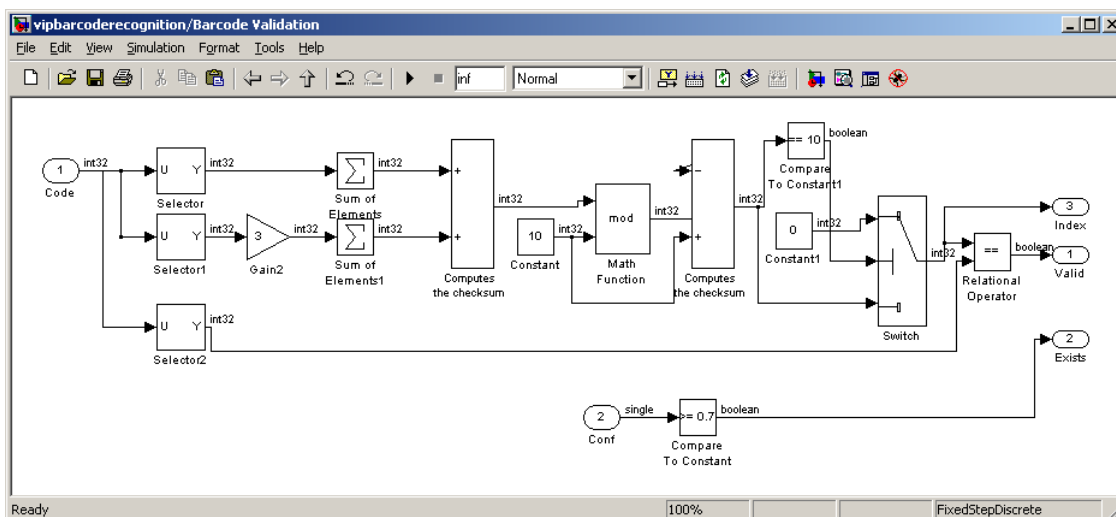 vipbarcoderecognition/Barcode Validation
File Edit View Simulation Format Tools Help
inf Normal
1
Code
int32
U Y
int32
Selector
Sum of
Elements
int32
+
+
int32
Computes
the checksum
U Y
int32
Selector1
3
Gain2
int32
Sum of
Elements1
int32
10
int32
Constant
mod
int32
Math
Function
−
+
int32
Computes
the checksum
== 10
boolean
Compare
To Constant1
0
int32
Constant1
int32
Switch
==
boolean
Relational
Operator
3
Index
1
Valid
2
Exists
U Y
int32
Selector2
2
Conf
single
>= 0.7
boolean
Compare
To Constant
Ready 100% FixedStepDiscrete